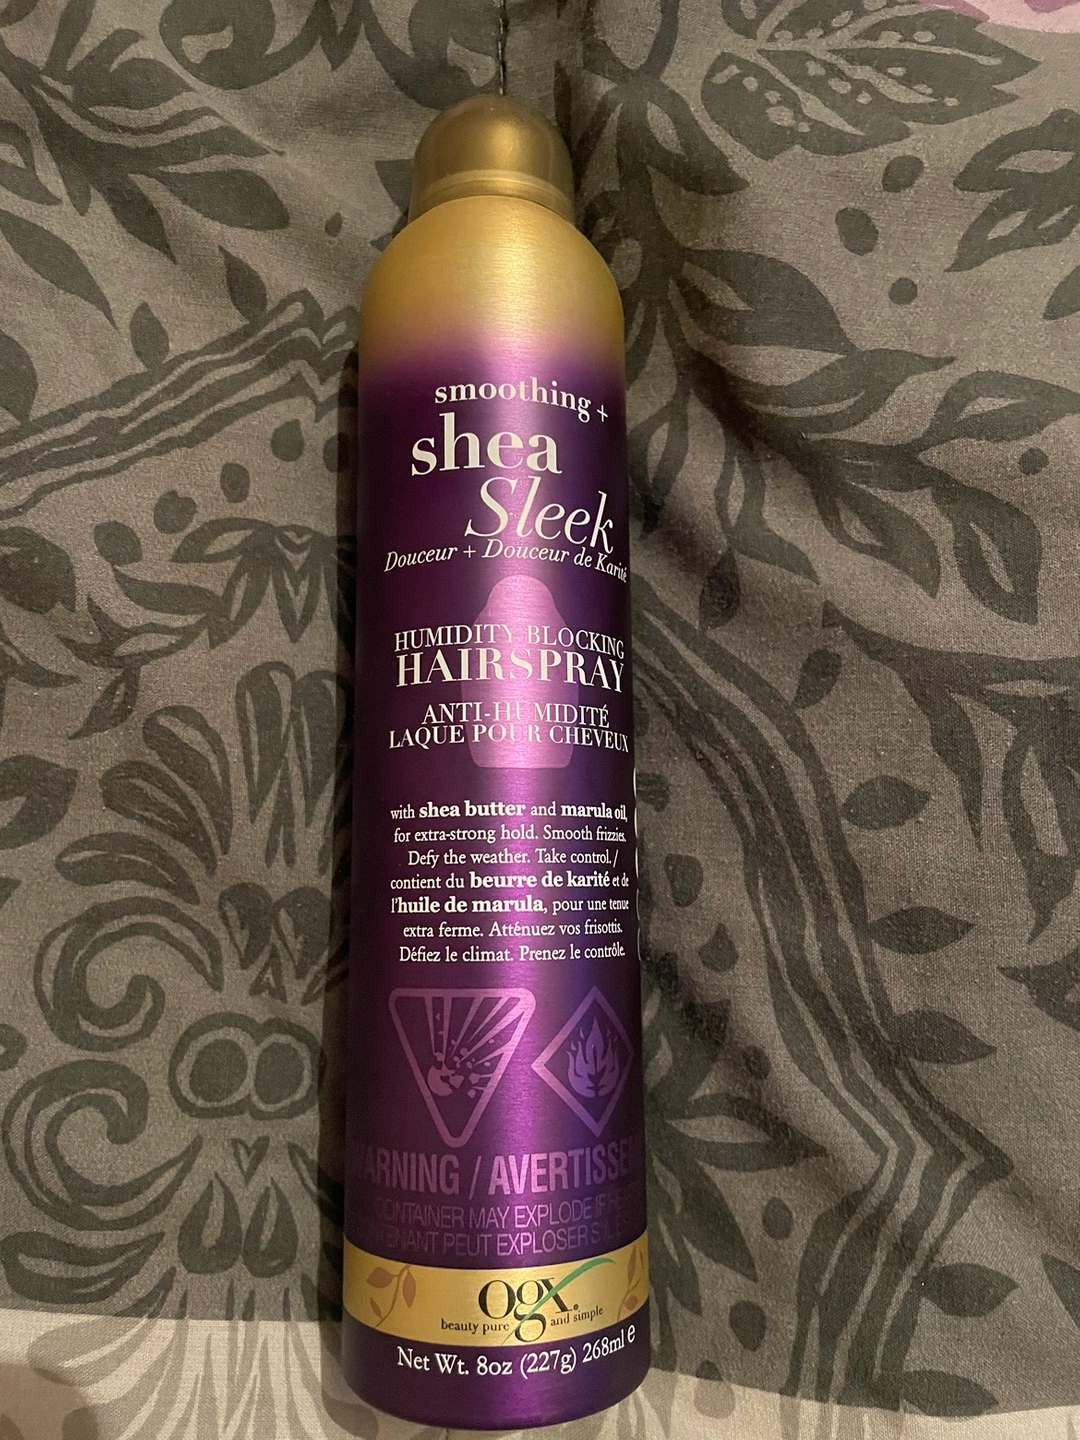 smoothing +
shea
Sleek
Douceur + Douceur de Karité
HUMIDITY BLOCKING
HAIRSPRAY
ANTI-HUMIDITÉ
LAQUE POUR CHEVEUX
with shea butter and marula oil,
for extra-strong hold. Smooth frizzies.
Defy the weather. Take control./
contient du beurre de karité et de
l'huile de marula, pour une tenue
extra ferme. Atténuez vos frisottis.
Défiez le climat. Prenez le contrôle.
WARNING / AVERTISSE
CONTAINER MAY EXPLODE IF
PEUT EXPLOSER
ogx.
beauty pure and simple
Net Wt. 8oz (227g) 268ml e